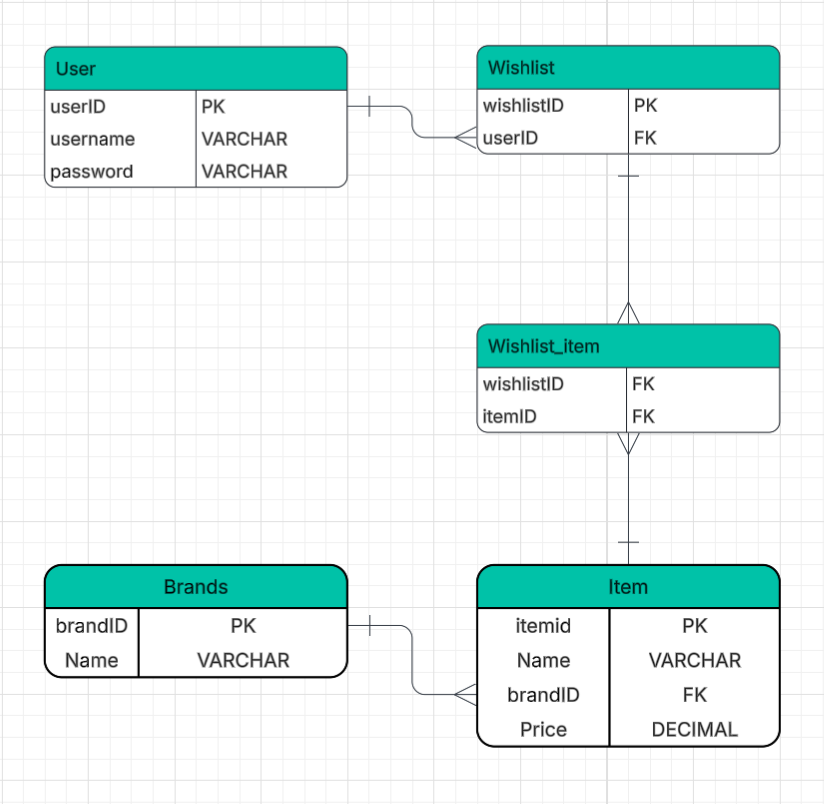 User
userID PK
username VARCHAR
password VARCHAR
Wishlist
wishlistID PK
userID FK
Wishlist_item
wishlistID FK
itemID FK
Brands
brandID PK
Name VARCHAR
Item
itemid PK
Name VARCHAR
brandID FK
Price DECIMAL